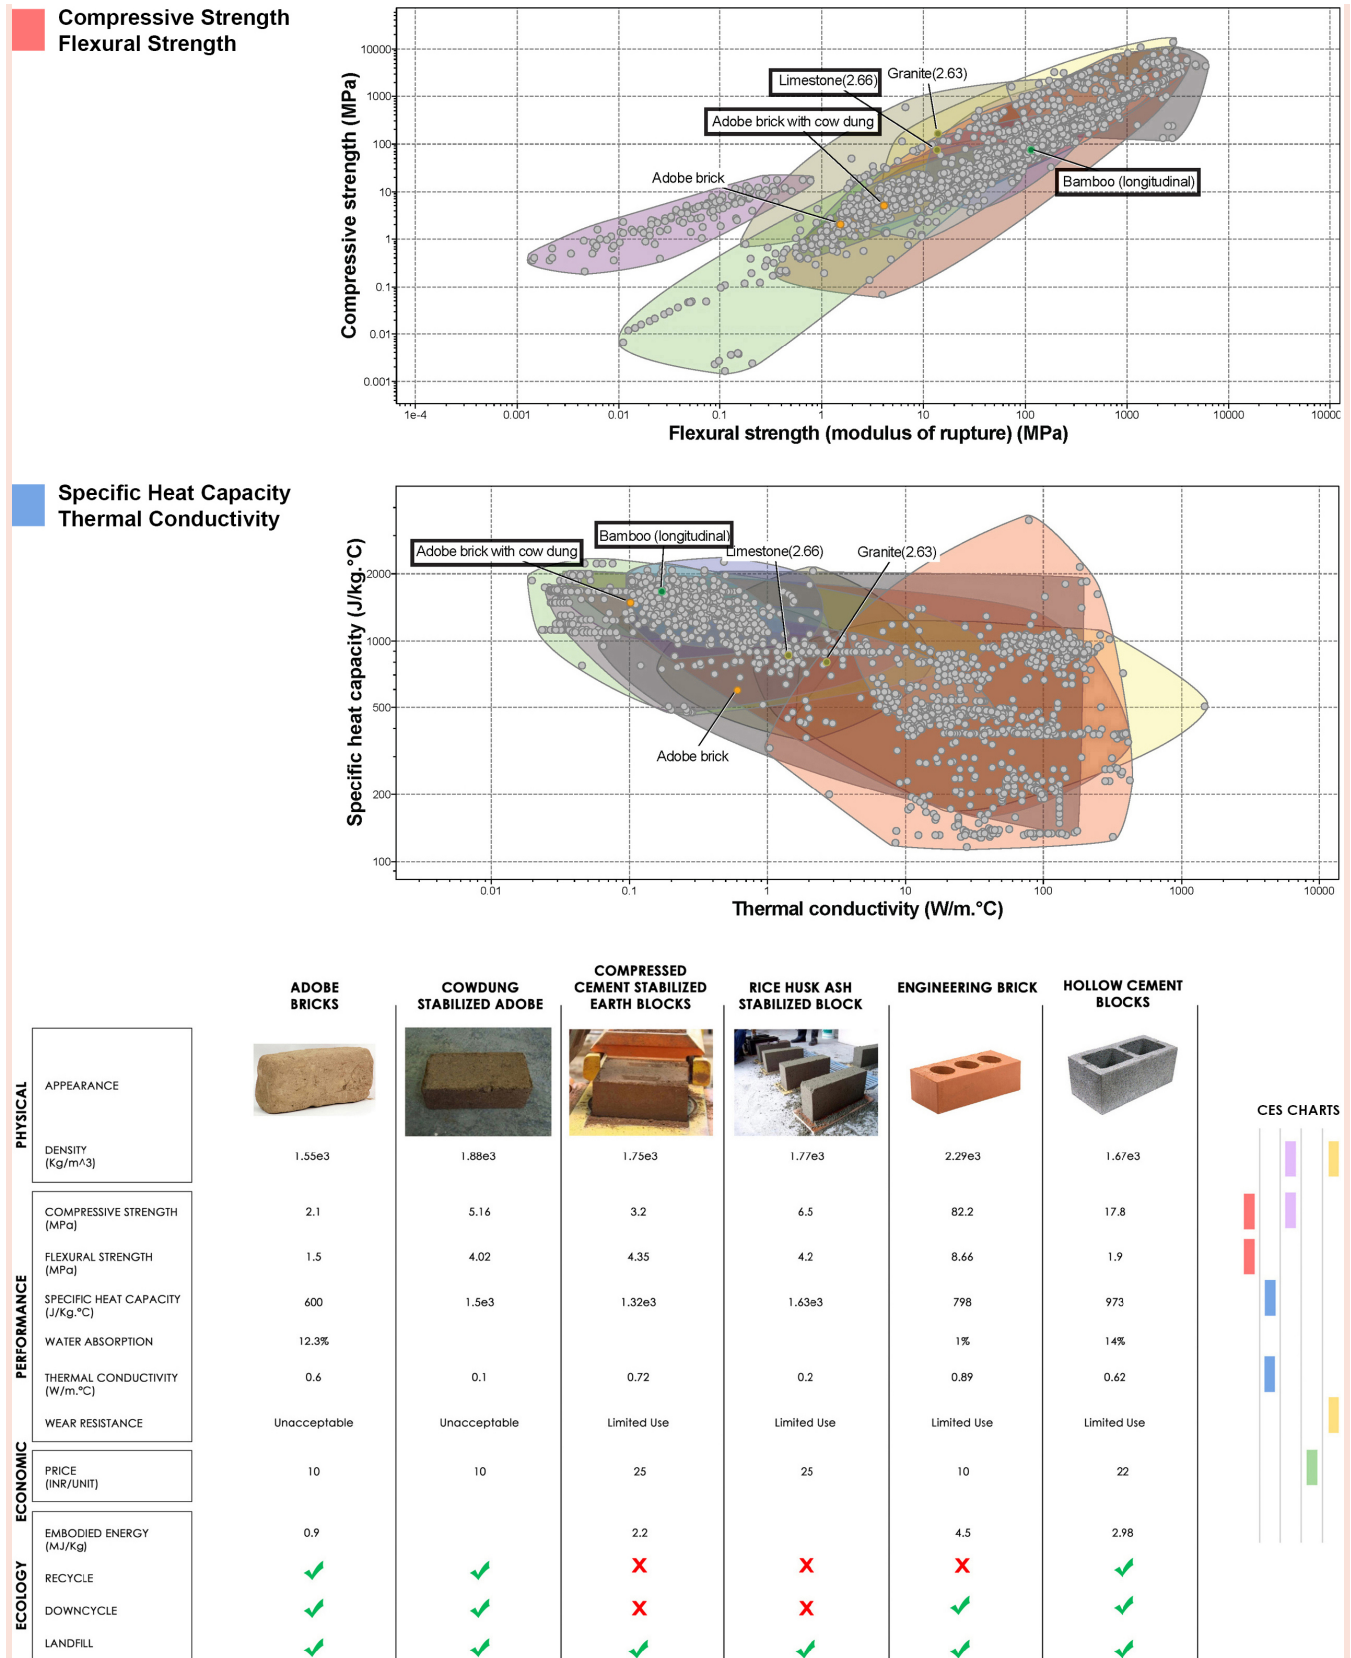 Compressive Strength
Flexural Strength
Compressive strength (MPa)
10000
1000
100
10
1
0.1
0.01
0.001
Limestone(2.66)
Granite(2.63)
Adobe brick with cow dung
Adobe brick
Bamboo (longitudinal)
1e-4
0.001
0.01
0.1
1
10
100
1000
10000
10000
Flexural strength (modulus of rupture) (MPa)
Specific Heat Capacity
Thermal Conductivity
Specific heat capacity (J/kg.°C)
2000
1000
500
200
100
Adobe brick with cow dung
Bamboo (longitudinal)
Limestone(2.66)
Granite(2.63)
Adobe brick
0.01
0.1
1
10
100
1000
10000
Thermal conductivity (W/m.°C)
ADOBE
BRICKS
COWDUNG
STABILIZED ADOBE
COMPRESSED
CEMENT STABILIZED
EARTH BLOCKS
RICE HUSK ASH
STABILIZED BLOCK
ENGINEERING BRICK
HOLLOW CEMENT
BLOCKS
PHYSICAL
APPEARANCE
CES CHARTS
DENSITY
(Kg/m^3)
1.55e3 1.88e3 1.75e3 1.77e3 2.29e3 1.67e3
PERFORMANCE
COMPRESSIVE STRENGTH
(MPa)
2.1 5.16 3.2 6.5 82.2 17.8
FLEXURAL STRENGTH
(MPa)
1.5 4.02 4.35 4.2 8.66 1.9
SPECIFIC HEAT CAPACITY
(J/Kg.°C)
600 1.5e3 1.32e3 1.63e3 798 973
WATER ABSORPTION 12.3% 1% 14%
THERMAL CONDUCTIVITY
(W/m.°C)
0.6 0.1 0.72 0.2 0.89 0.62
WEAR RESISTANCE Unacceptable Unacceptable Limited Use Limited Use Limited Use Limited Use
ECONOMIC
PRICE
(INR/UNIT)
10 10 25 25 10 22
ECOLOGY
EMBODIED ENERGY
(MJ/Kg)
0.9 2.2 4.5 2.98
RECYCLE
DOWNCYCLE
LANDFILL